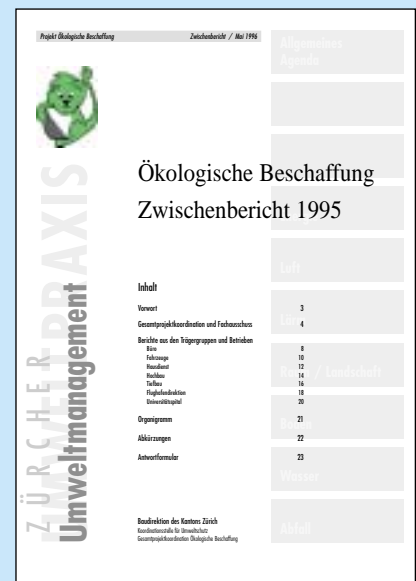 Projekt Ökologische Beschaffung Zwischenbericht / Mai 1996
Allgemeines
Agenda
Ökologische Beschaffung
Zwischenbericht 1995
Luft
Inhalt
Vorwort 3
Gesamtprojektkoordination und Fachausschuss 4
Lärm
Berichte aus den Trägergruppen und Betrieben
Büro 8
Fahrzeuge 10
Hausdienst 12
Hochbau 14
Tiefbau 16
Flughafendirektion 18
Universitätspital 20
/ Landschaft
Organigramm 21
Boden
Abkürzungen 22
Antwortformular 23
Wasser
Baudirektion des Kantons Zürich
Koordinationsstelle für Umweltschutz
Gesamtprojektkoordination Ökologische Beschaffung
Abfall
ZÜRCHER
UMWELTPRAXIS
Umweltmanagement